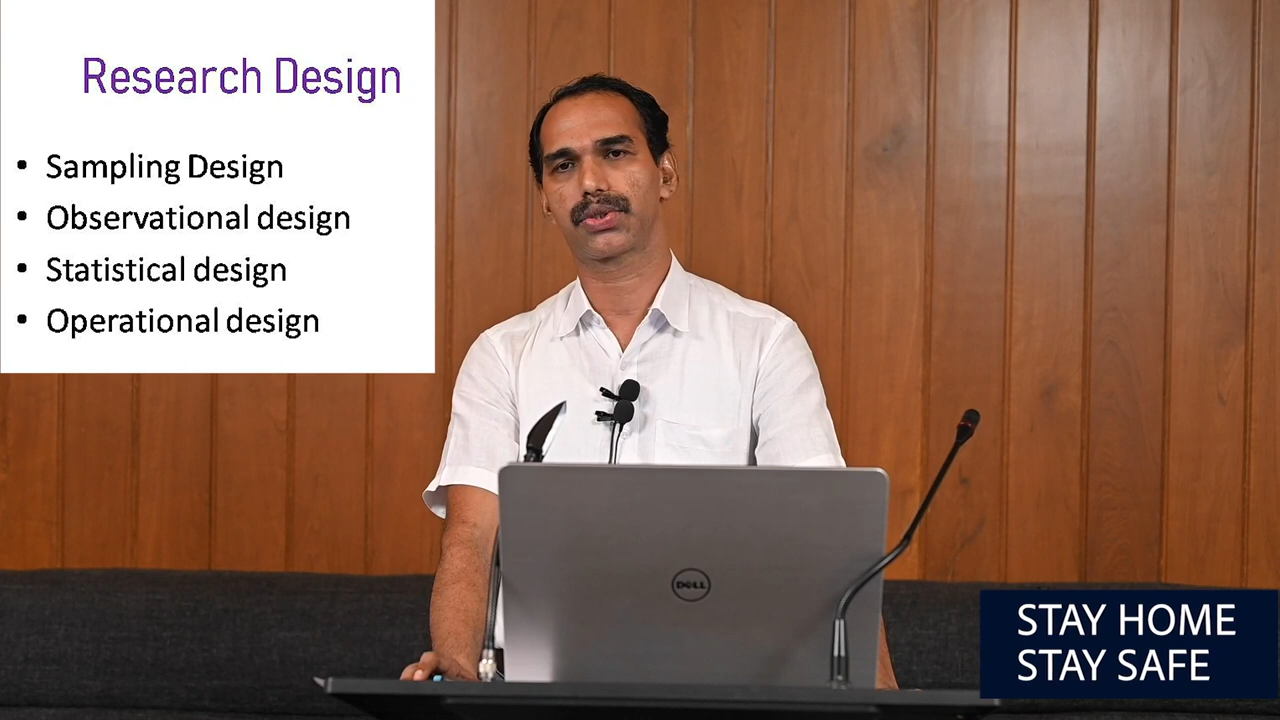 Research Design
• Sampling Design
• Observational design
• Statistical design
• Operational design
DELL
STAY HOME
STAY SAFE